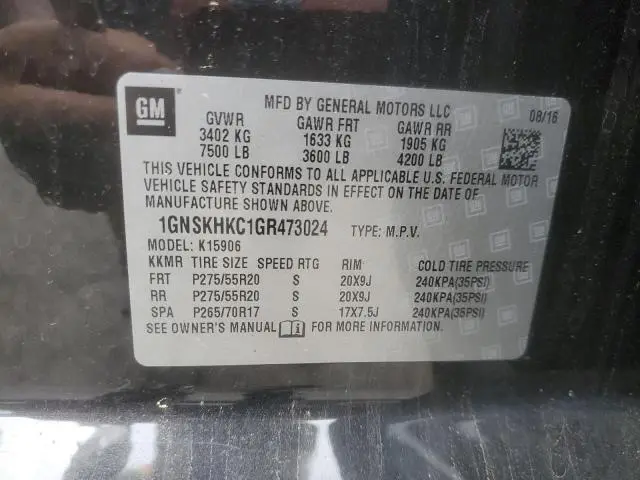 GM
MFD BY GENERAL MOTORS LLC
08/16
GVWR GAWR FRT GAWR RR
3402 KG 1633 KG 1905 KG
7500 LB 3600 LB 4200 LB
THIS VEHICLE CONFORMS TO ALL APPLICABLE U.S. FEDERAL MOTOR
VEHICLE SAFETY STANDARDS IN EFFECT ON THE DATE OF
MANUFACTURE SHOWN ABOVE.
1GNSKHKC1GR473024 TYPE: M.P.V.
MODEL: K15906
KKMR TIRE SIZE SPEED RTG RIM COLD TIRE PRESSURE
FRT P275/55R20 S 20X9J 240KPA(35PSI)
RR P275/55R20 S 20X9J 240KPA(35PSI)
SPA P265/70R17 S 17X7.5J 240KPA(35PSI)
SEE OWNER'S MANUAL FOR MORE INFORMATION.